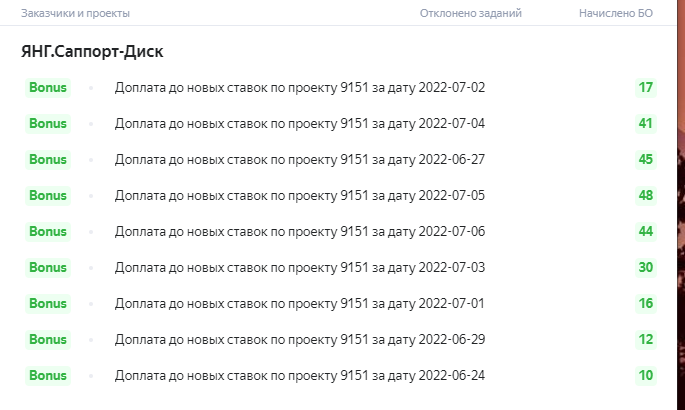 Заказчики и проекты Отклонено заданий Начислено БО
ЯНГ.Саппорт-Диск
Bonus Доплата до новых ставок по проекту 9151 за дату 2022-07-02 17
Bonus Доплата до новых ставок по проекту 9151 за дату 2022-07-04 41
Bonus Доплата до новых ставок по проекту 9151 за дату 2022-06-27 45
Bonus Доплата до новых ставок по проекту 9151 за дату 2022-07-05 48
Bonus Доплата до новых ставок по проекту 9151 за дату 2022-07-06 44
Bonus Доплата до новых ставок по проекту 9151 за дату 2022-07-03 30
Bonus Доплата до новых ставок по проекту 9151 за дату 2022-07-01 16
Bonus Доплата до новых ставок по проекту 9151 за дату 2022-06-29 12
Bonus Доплата до новых ставок по проекту 9151 за дату 2022-06-24 10